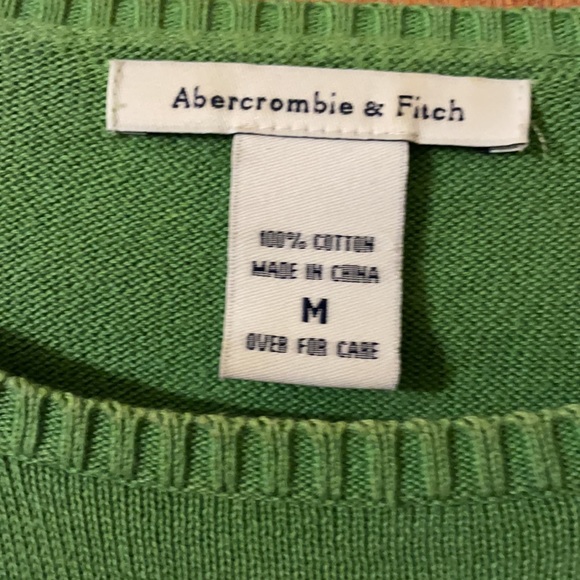 Abercrombie & Fitch
100% COTTON
MADE IN CHINA
M
OVER FOR CARE